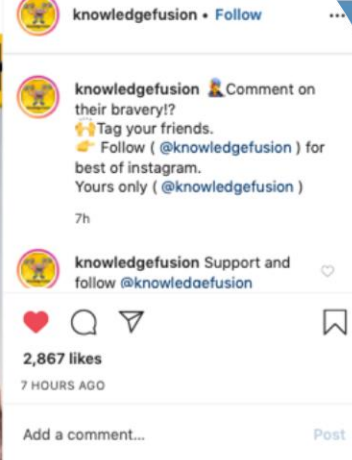 knowledgefusion • Follow
knowledgefusion Comment on
their bravery!?
Tag your friends.
Follow ( @knowledgefusion ) for
best of instagram.
Yours only ( @knowledgefusion )
7h
knowledgefusion Support and
follow @knowledgefusion
2,867 likes
7 HOURS AGO
Add a comment... Post